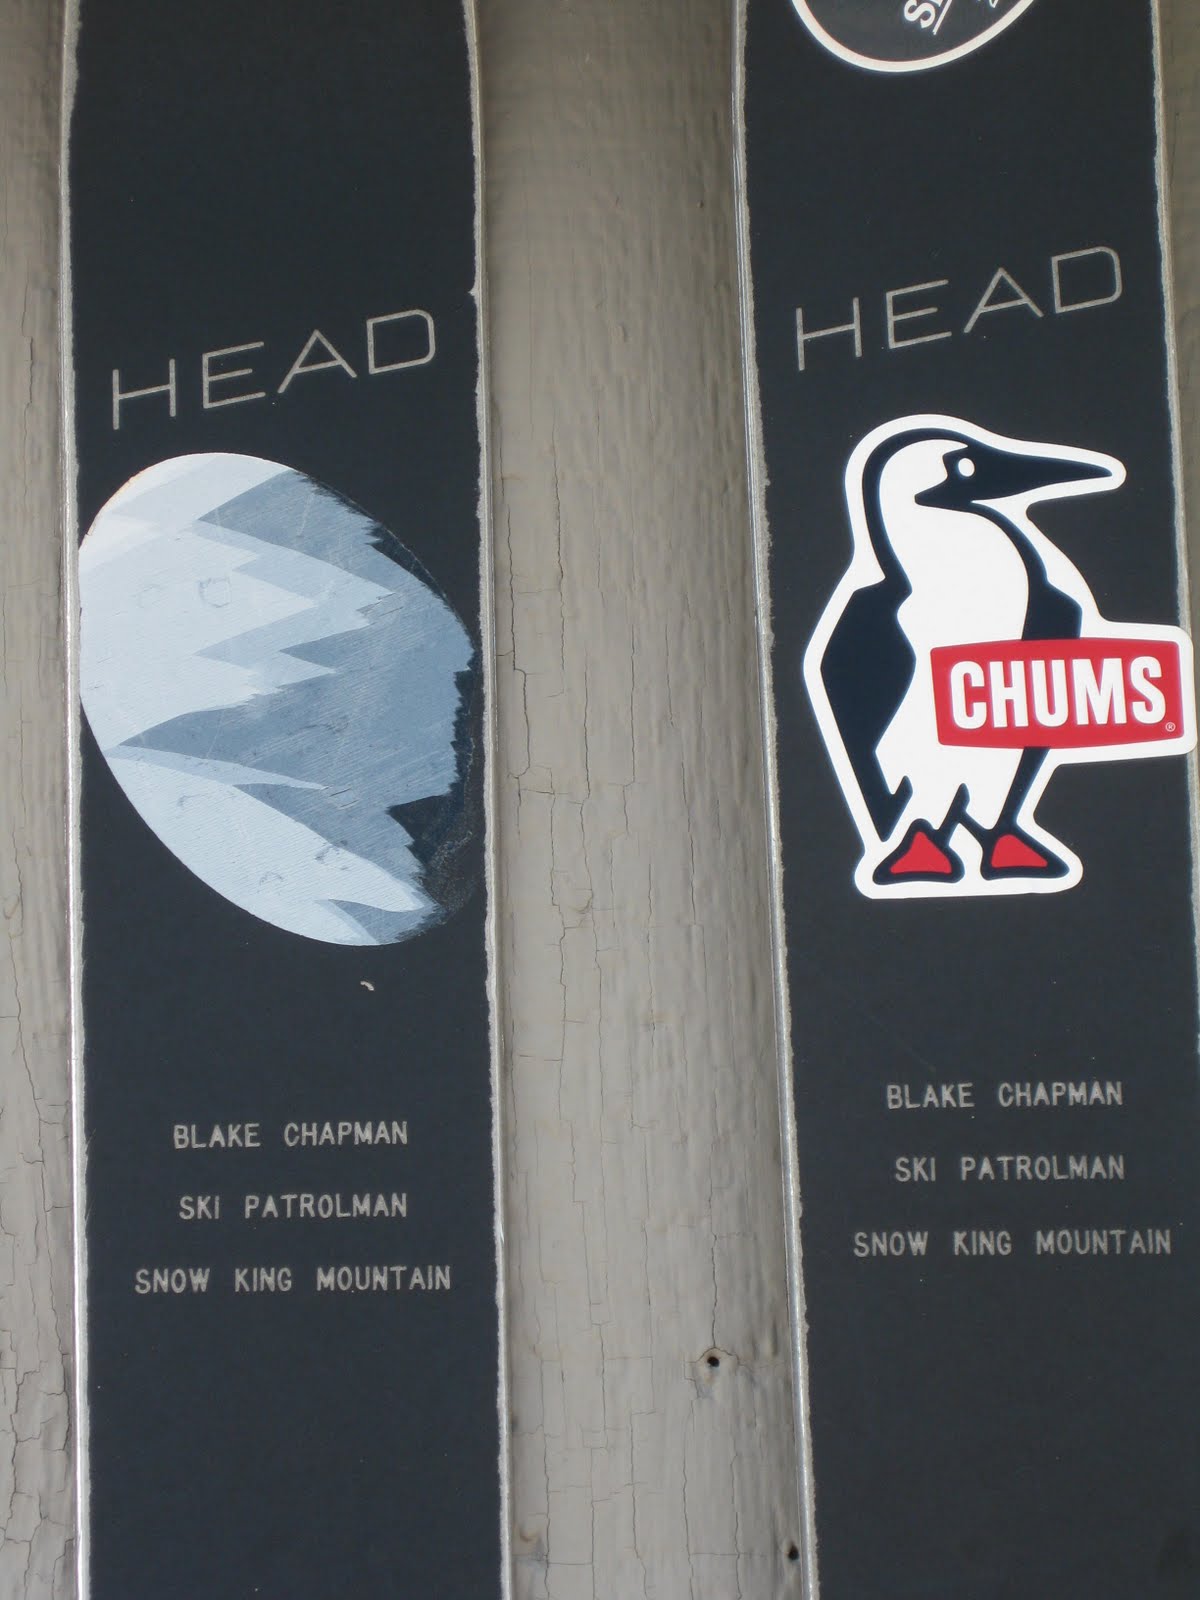 HEAD
BLAKE CHAPMAN
SKI PATROLMAN
SNOW KING MOUNTAIN
HEAD
CHUMS®
BLAKE CHAPMAN
SKI PATROLMAN
SNOW KING MOUNTAIN